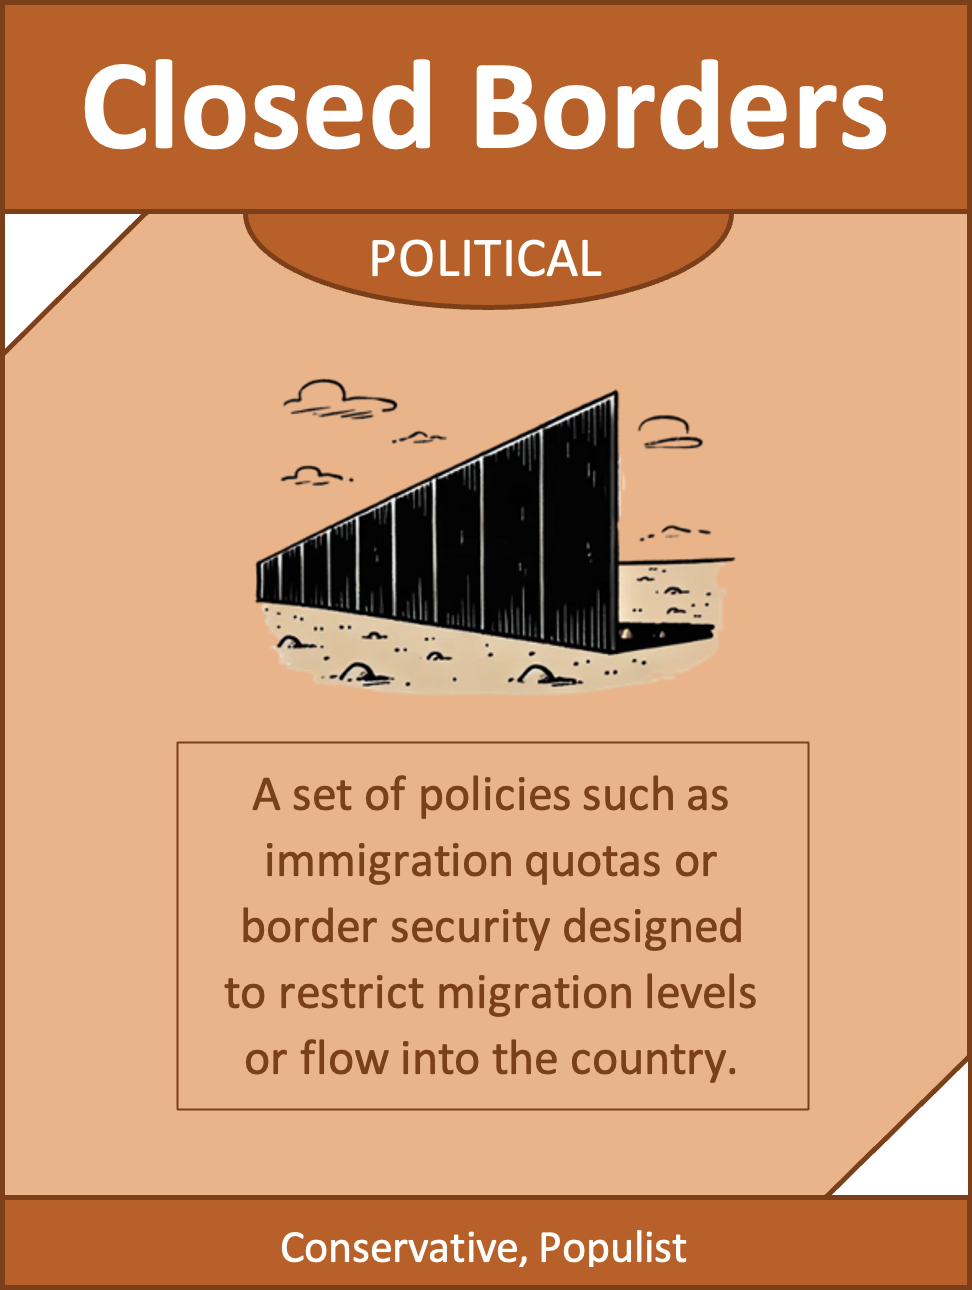 Closed Borders
POLITICAL
A set of policies such as
immigration quotas or
border security designed
to restrict migration levels
or flow into the country.
Conservative, Populist